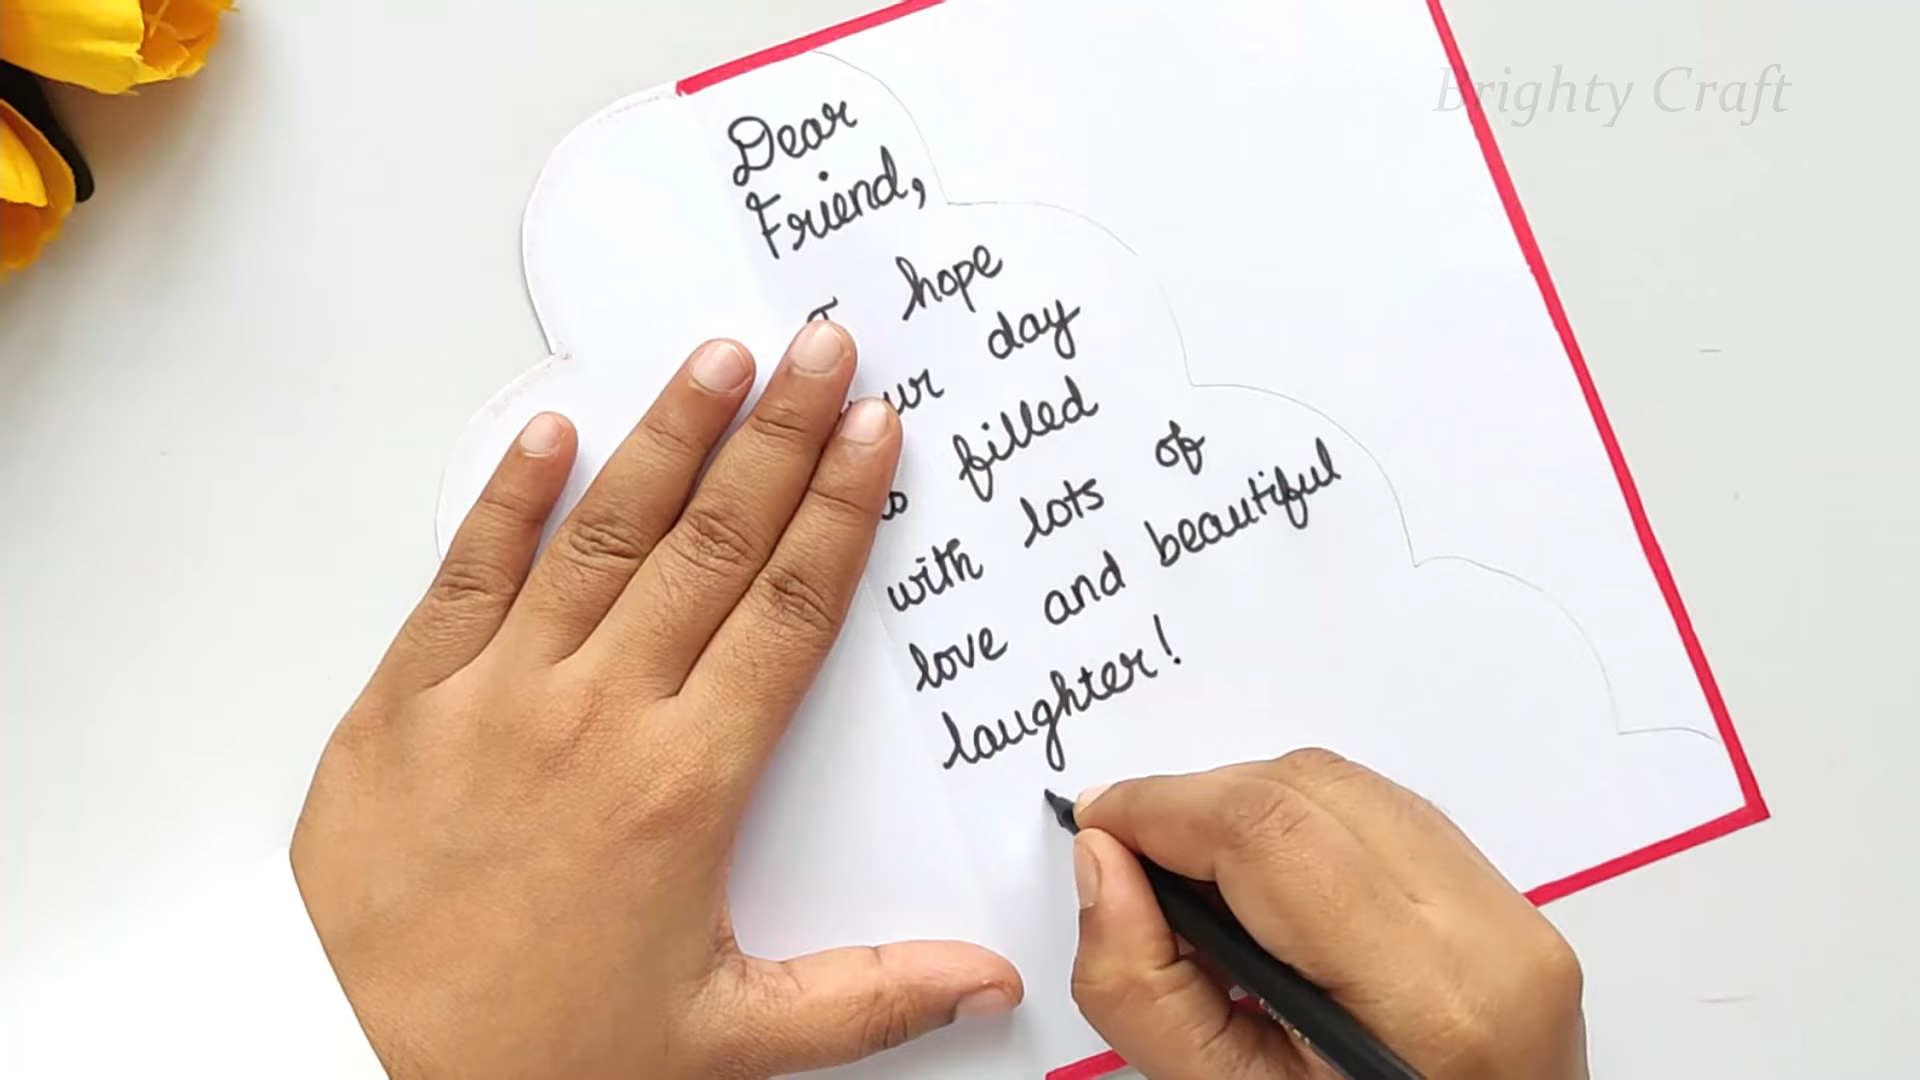 Brighty Craft
Dear
Friend,
hope
day
filled
with lots of
love and beautiful
laughter!